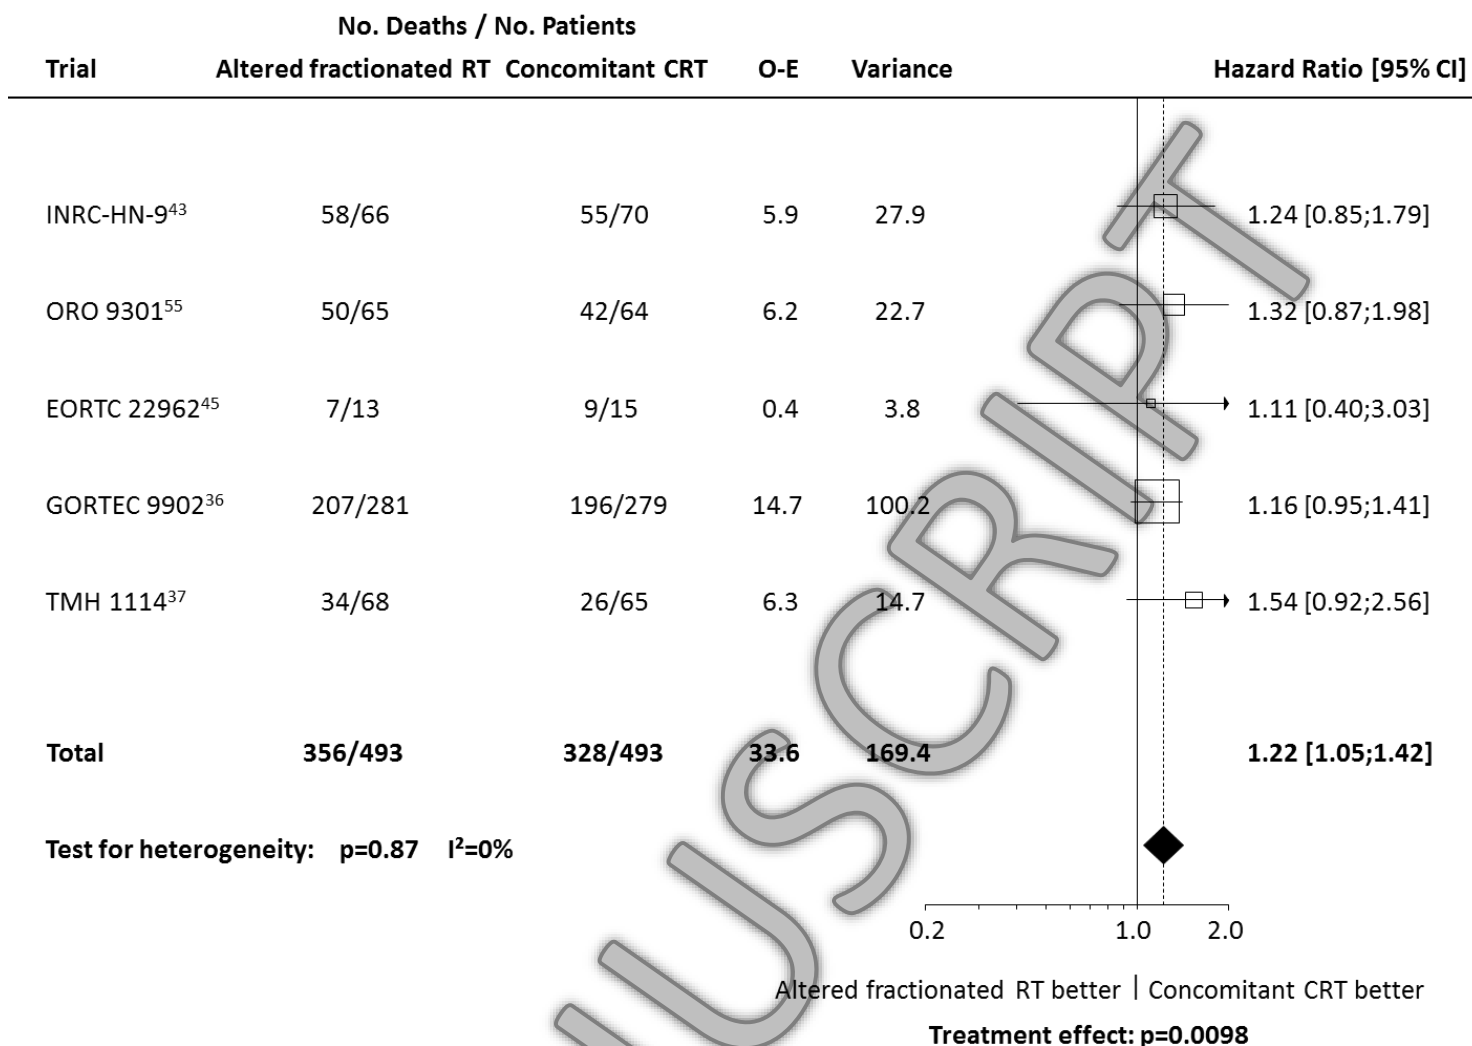 No. Deaths / No. Patients
Trial Altered fractionated RT Concomitant CRT O-E Variance Hazard Ratio [95% CI]
INRC-HN-9⁴³ 58/66 55/70 5.9 27.9 1.24 [0.85;1.79]
ORO 9301⁵⁵ 50/65 42/64 6.2 22.7 1.32 [0.87;1.98]
EORTC 22962⁴⁵ 7/13 9/15 0.4 3.8 1.11 [0.40;3.03]
GORTEC 9902³⁶ 207/281 196/279 14.7 100.2 1.16 [0.95;1.41]
TMH 1114³⁷ 34/68 26/65 6.3 14.7 1.54 [0.92;2.56]
Total 356/493 328/493 33.6 169.4 1.22 [1.05;1.42]
Test for heterogeneity: p=0.87 I²=0%
0.2 1.0 2.0
Altered fractionated RT better | Concomitant CRT better
Treatment effect: p=0.0098
USCRIPT